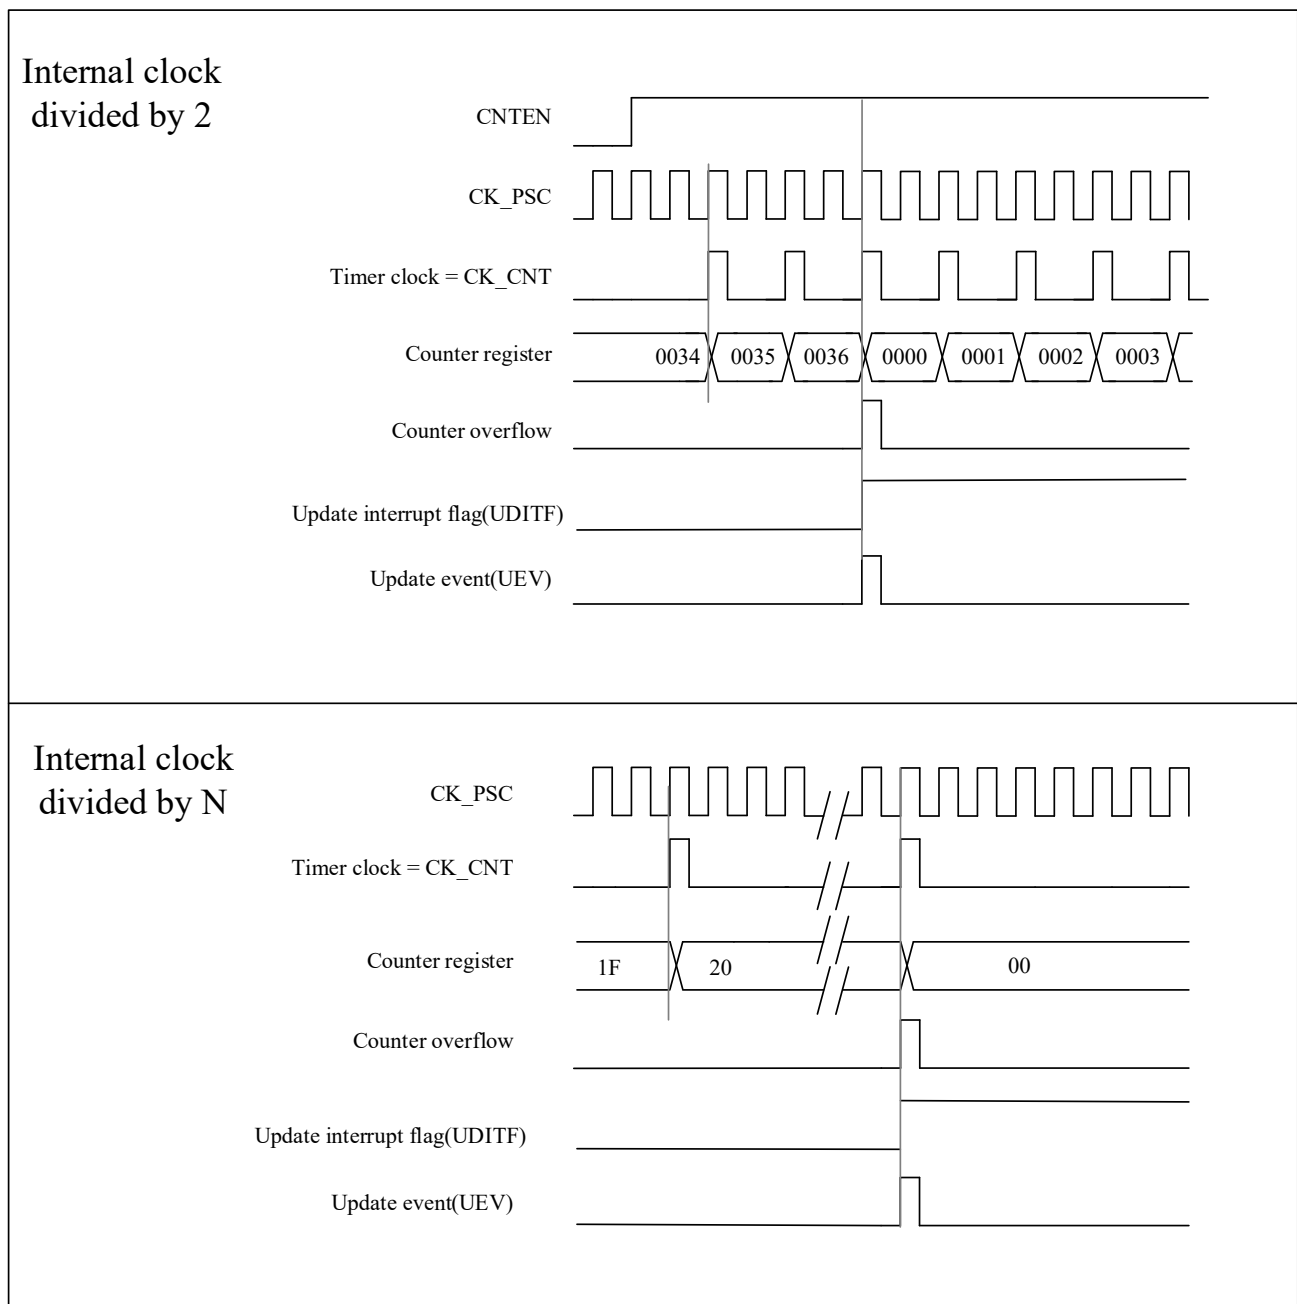 Internal clock
divided by 2
CNTEN
CK_PSC
Timer clock = CK_CNT
Counter register
0034 0035 0036 0000 0001 0002 0003
Counter overflow
Update interrupt flag(UDITF)
Update event(UEV)
Internal clock
divided by N
CK_PSC
Timer clock = CK_CNT
Counter register
1F 20 00
Counter overflow
Update interrupt flag(UDITF)
Update event(UEV)